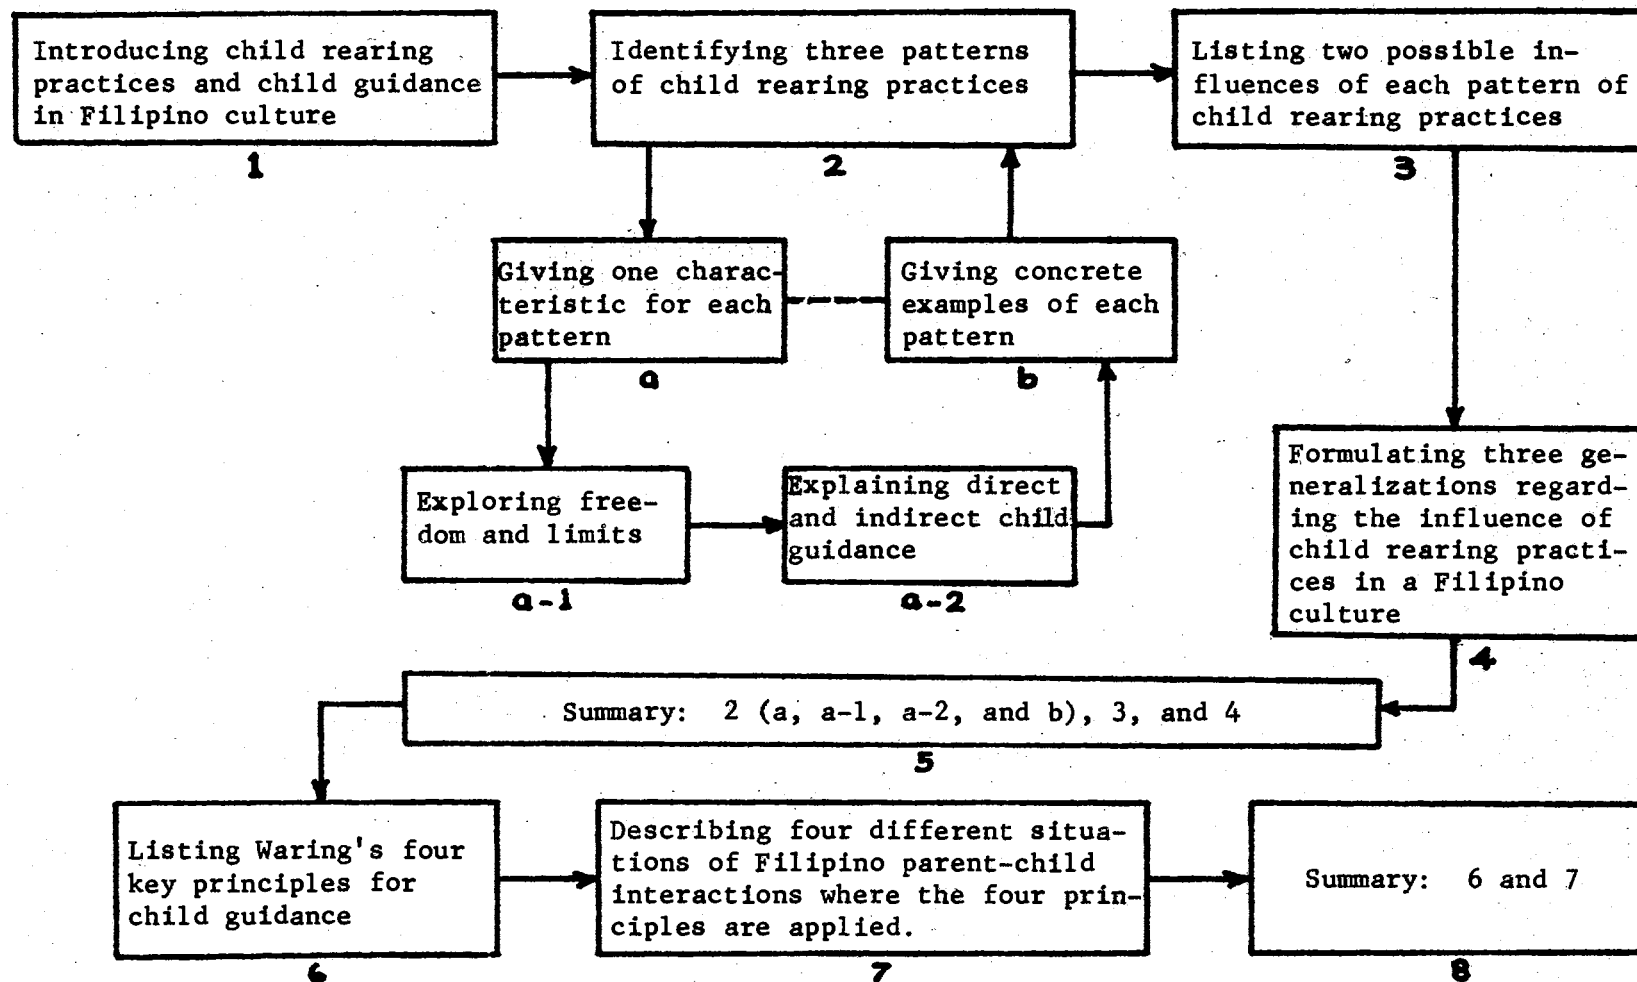 Introducing child rearing
practices and child guidance
in Filipino culture
1
Identifying three patterns
of child rearing practices
2
Listing two possible in-
fluences of each pattern of
child rearing practices
3
Giving one charac-
teristic for each
pattern
a
Giving concrete
examples of each
pattern
b
Exploring free-
dom and limits
a-1
Explaining direct
and indirect child
guidance
a-2
Formulating three ge-
neralizations regard-
ing the influence of
child rearing practi-
ces in a Filipino
culture
4
Summary: 2 (a, a-1, a-2, and b), 3, and 4
5
Listing Waring's four
key principles for
child guidance
6
Describing four different situa-
tions of Filipino parent-child
interactions where the four prin-
ciples are applied.
7
Summary: 6 and 7
8